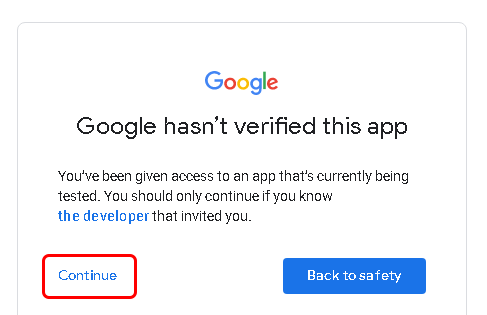 Google
Google hasn't verified this app
You've been given access to an app that's currently being
tested. You should only continue if you know
the developer that invited you.
Continue
Back to safety